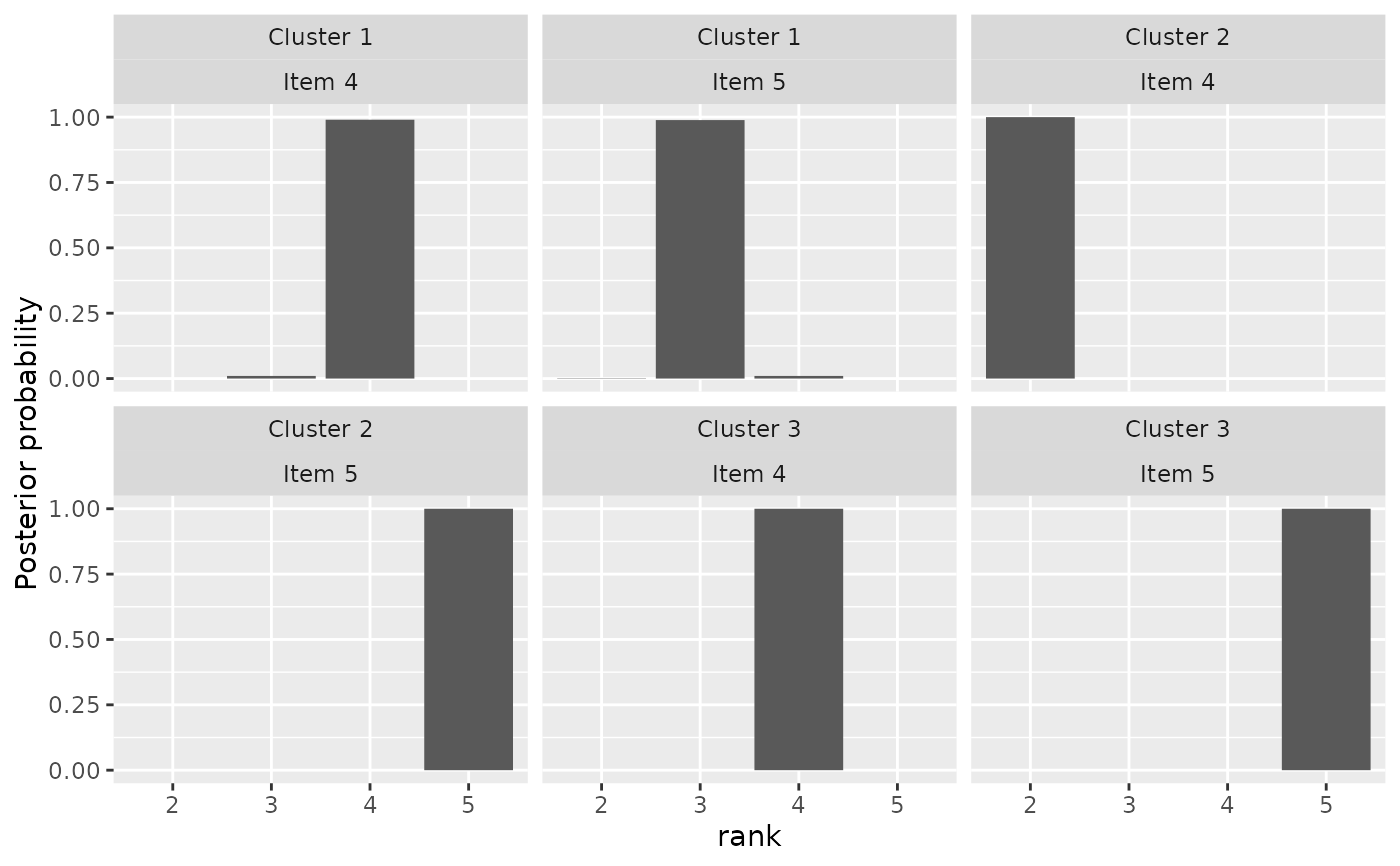 Cluster 1
Item 4
Cluster 1
Item 5
Cluster 2
Item 4
1.00
0.75
0.50
0.25
0.00
Cluster 2
Item 5
Cluster 3
Item 4
Cluster 3
Item 5
1.00
0.75
0.50
0.25
0.00
2 3 4 5
2 3 4 5
2 3 4 5
rank
Posterior probability